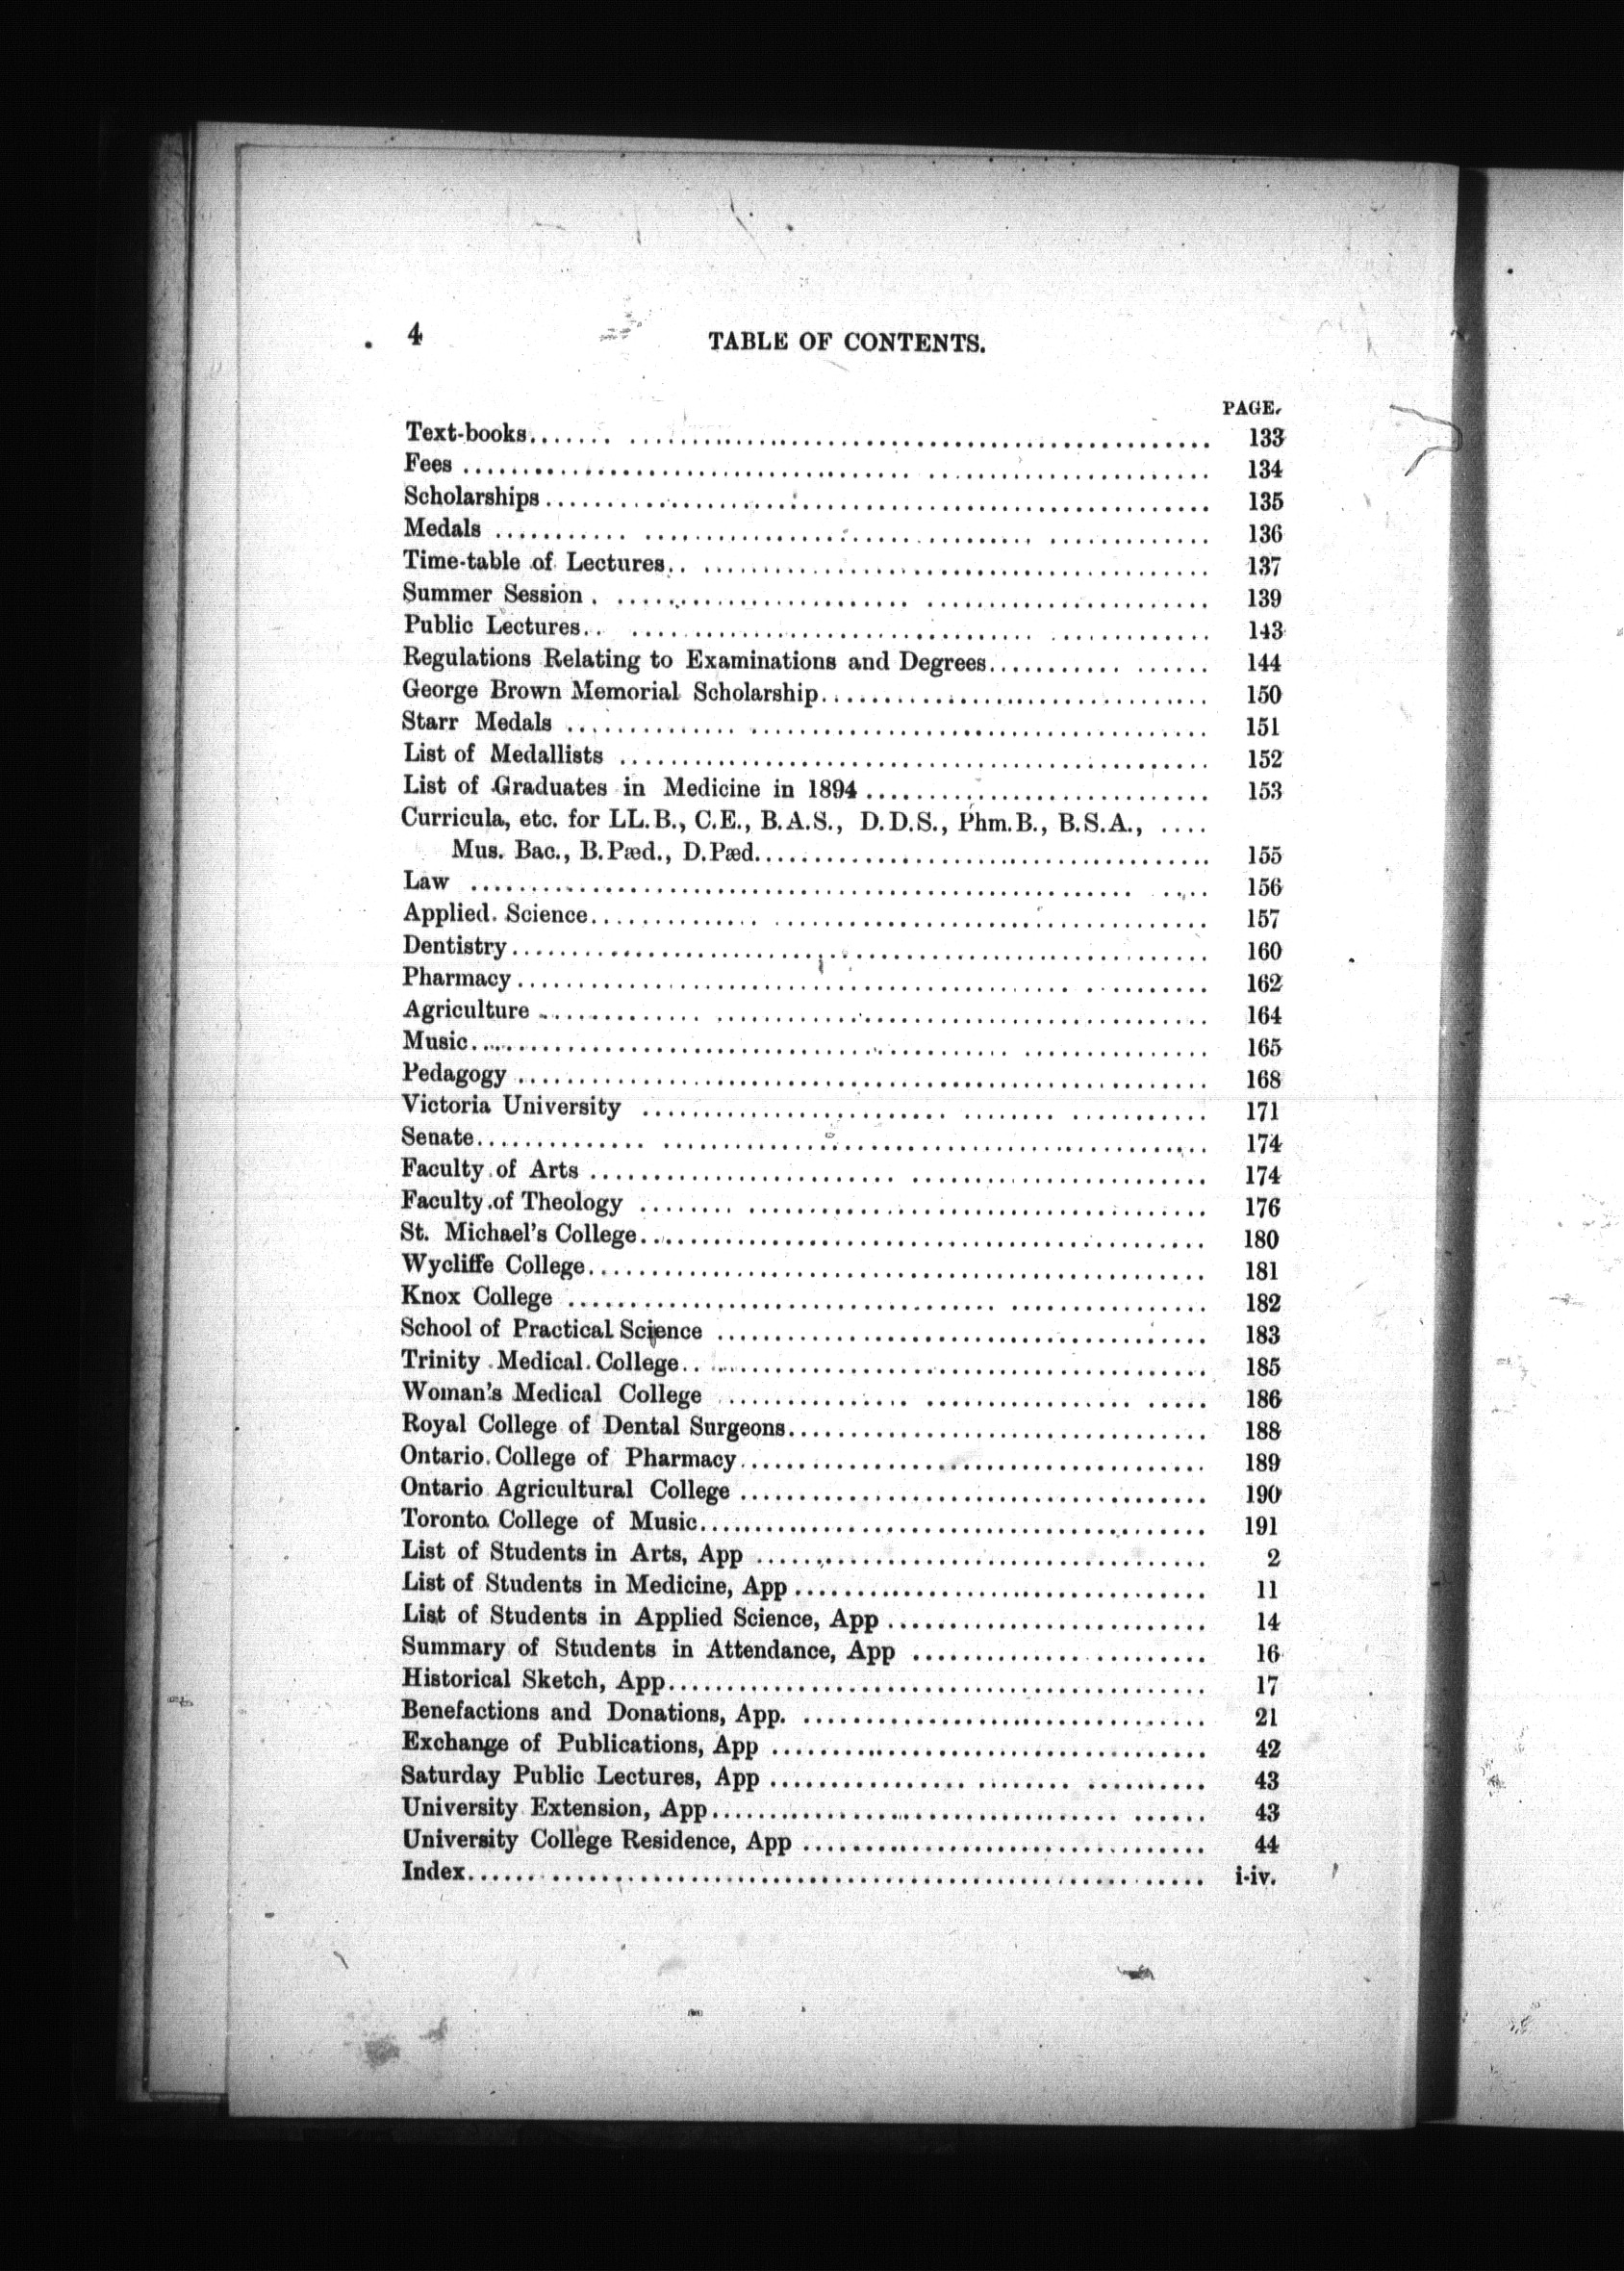 4
TABLE OF CONTENTS.
PAGE.
Text-books 133
Fees 134
Scholarships 135
Medals 136
Time-table of Lectures 137
Summer Session 139
Public Lectures 143
Regulations Relating to Examinations and Degrees 144
George Brown Memorial Scholarship 150
Starr Medals 151
List of Medallists 152
List of Graduates in Medicine in 1894 153
Curricula, etc. for LL.B., C.E., B.A.S., D.D.S., Phm.B., B.S.A., ....
Mus. Bac., B.Pæd., D.Pæd. 155
Law 156
Applied Science 157
Dentistry 160
Pharmacy 162
Agriculture 164
Music 165
Pedagogy 168
Victoria University 171
Senate 174
Faculty of Arts 174
Faculty of Theology 176
St. Michael's College 180
Wycliffe College 181
Knox College 182
School of Practical Science 183
Trinity Medical College 185
Woman's Medical College 186
Royal College of Dental Surgeons 188
Ontario College of Pharmacy 189
Ontario Agricultural College 190
Toronto College of Music 191
List of Students in Arts, App 2
List of Students in Medicine, App 11
List of Students in Applied Science, App 14
Summary of Students in Attendance, App 16
Historical Sketch, App 17
Benefactions and Donations, App. 21
Exchange of Publications, App 42
Saturday Public Lectures, App 43
University Extension, App 43
University College Residence, App 44
Index i-iv.